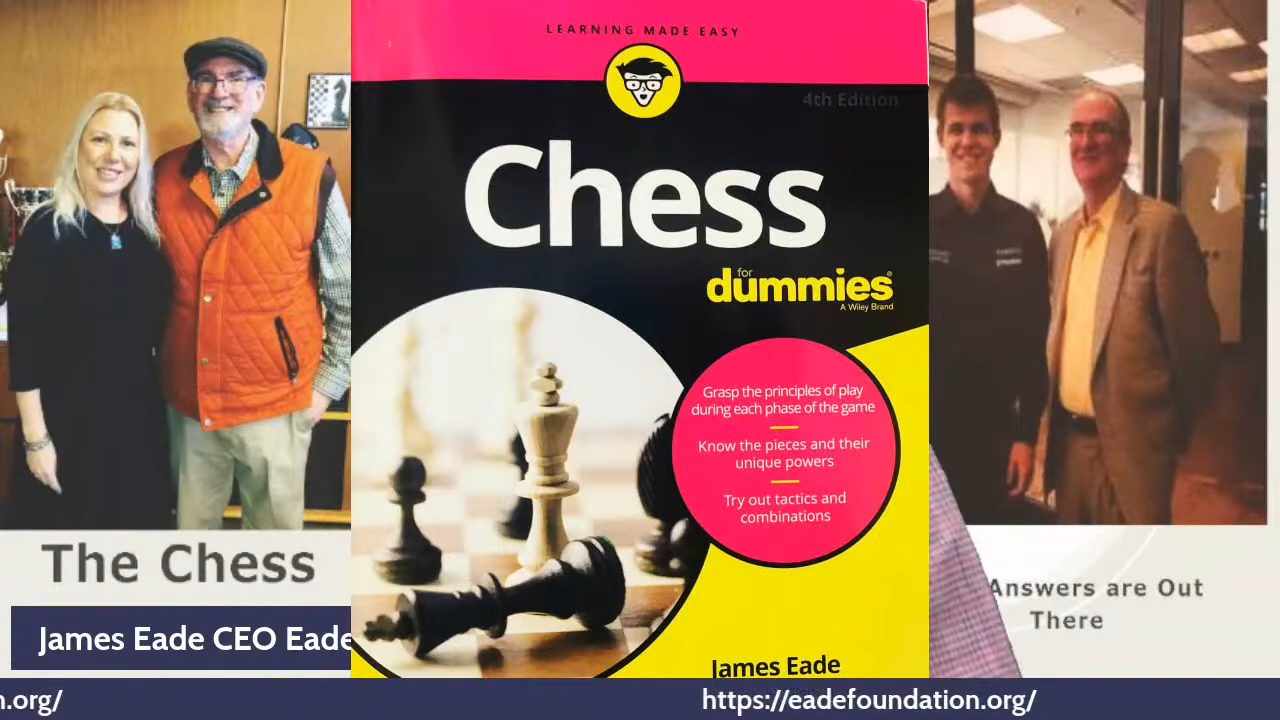 LEARNING MADE EASY
4th Edition
Chess
for
dummies®
A Wiley Brand
Grasp the principles of play
during each phase of the game
Know the pieces and their
unique powers
Try out tactics and
combinations
James Eade
The Chess
James Eade CEO Eade
Answers are Out
There
n.org/
https://eadefoundation.org/